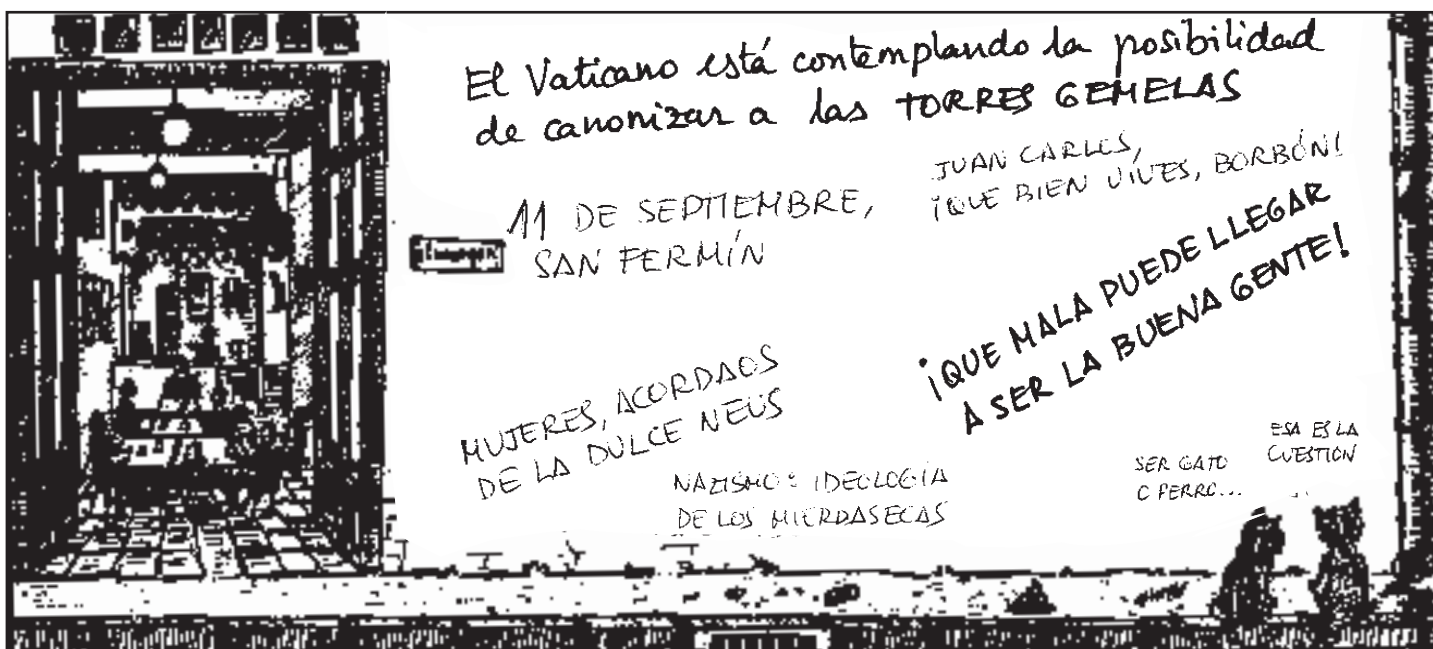 El Vaticano está contemplando la posibilidad
de canonizar a las TORRES GEMELAS
JUAN CARLOS,
¡QUE BIEN VIVES, BORBÓN!
11 DE SEPTIEMBRE,
SAN FERMÍN
¡QUE MALA PUEDE LLEGAR
A SER LA BUENA GENTE!
MUJERES, ACORDAOS
DE LA DULCE NEUS
NAZISMO: IDEOLOGÍA
DE LOS MIERDASECAS
SER GATO
O PERRO...
ESA ES LA
CUESTIÓN